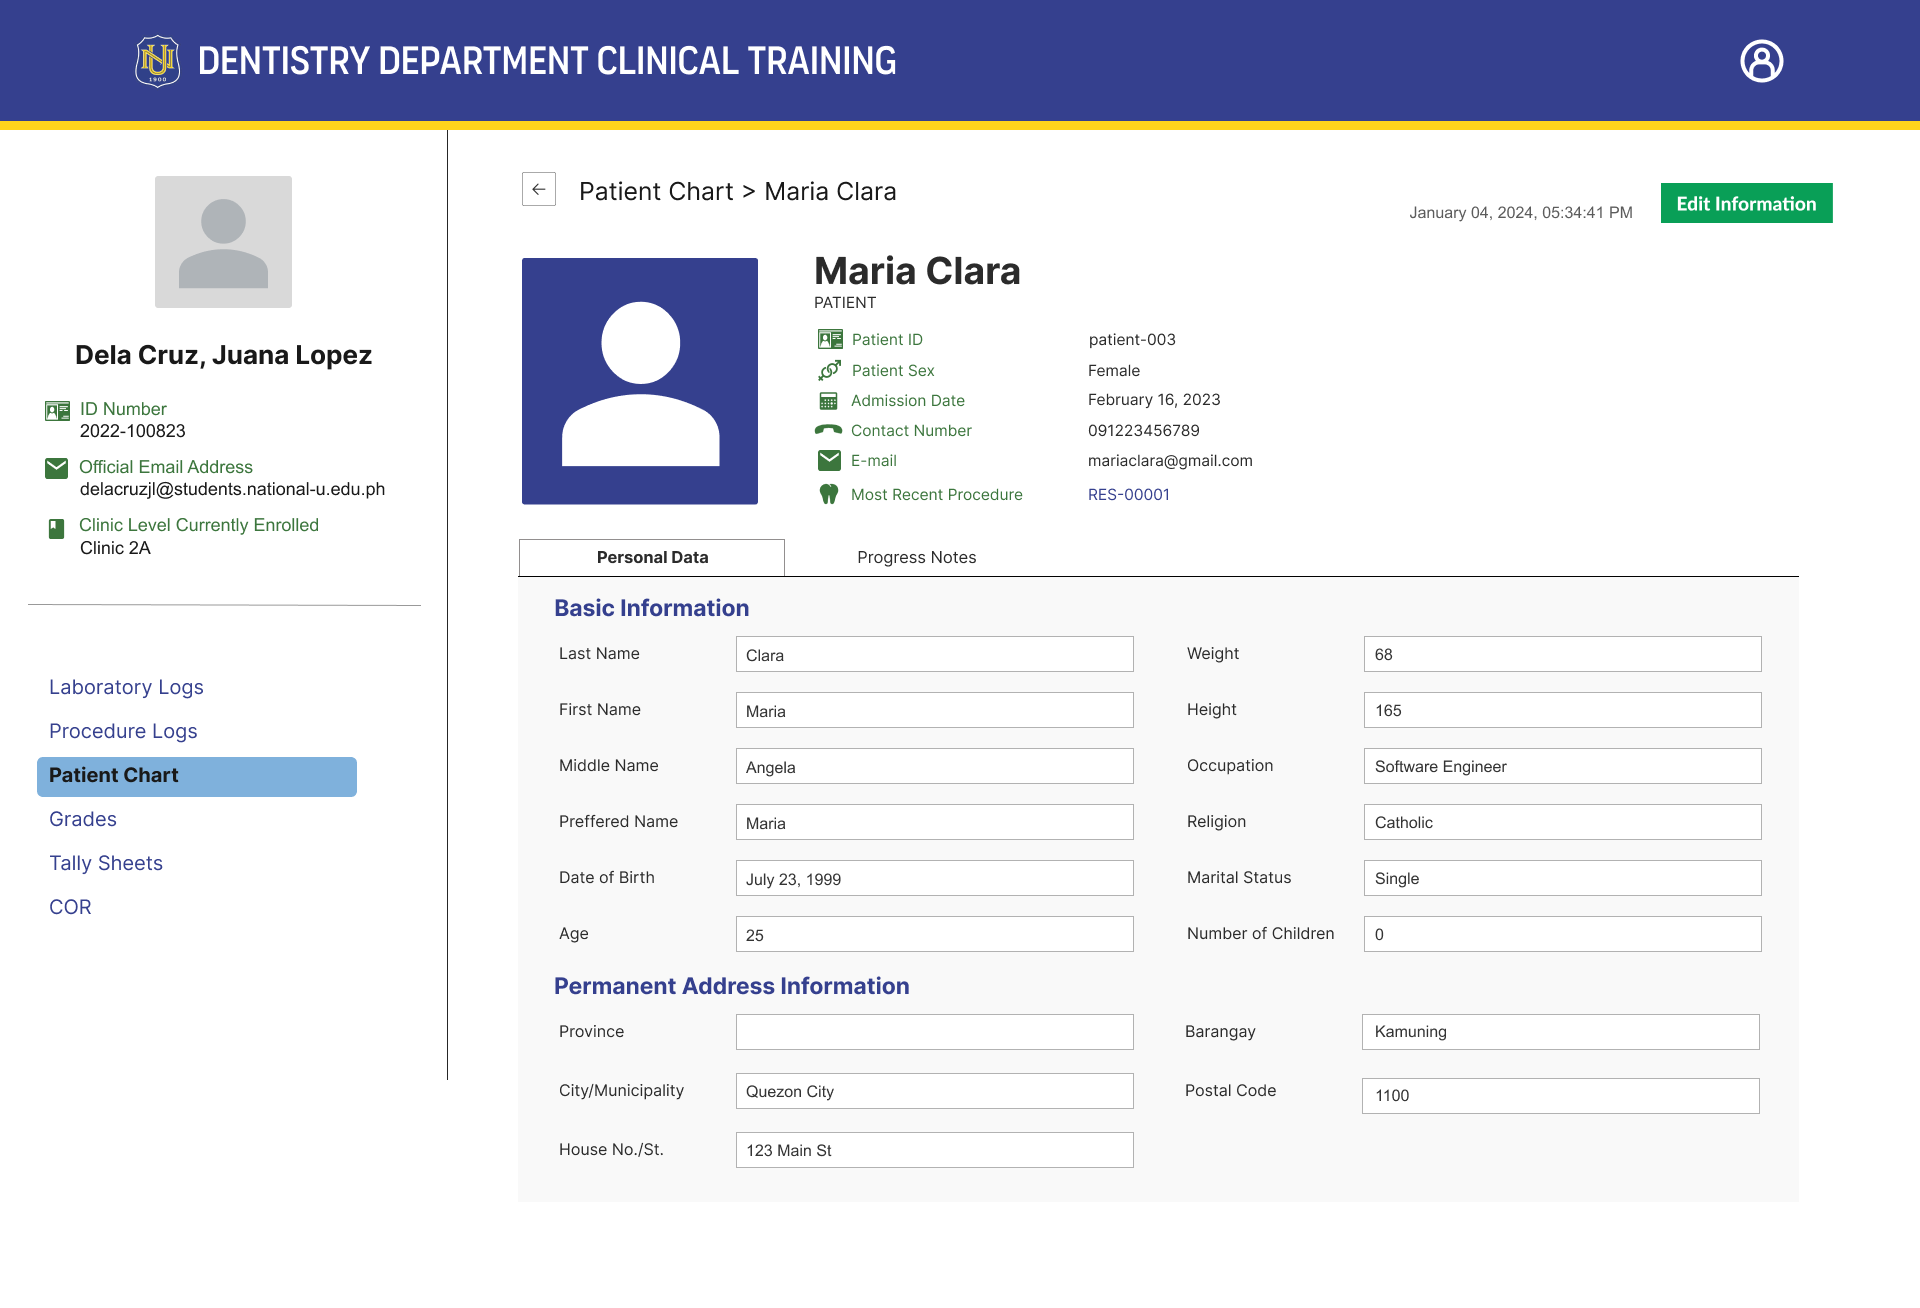 NU
1900
DENTISTRY DEPARTMENT CLINICAL TRAINING
Dela Cruz, Juana Lopez
ID Number
2022-100823
Official Email Address
delacruzjl@students.national-u.edu.ph
Clinic Level Currently Enrolled
Clinic 2A
Laboratory Logs
Procedure Logs
Patient Chart
Grades
Tally Sheets
COR
Patient Chart > Maria Clara
January 04, 2024, 05:34:41 PM
Edit Information
Maria Clara
PATIENT
Patient ID patient-003
Patient Sex Female
Admission Date February 16, 2023
Contact Number 091223456789
E-mail mariaclara@gmail.com
Most Recent Procedure RES-00001
Personal Data Progress Notes
Basic Information
Last Name Clara Weight 68
First Name Maria Height 165
Middle Name Angela Occupation Software Engineer
Preffered Name Maria Religion Catholic
Date of Birth July 23, 1999 Marital Status Single
Age 25 Number of Children 0
Permanent Address Information
Province Barangay Kamuning
City/Municipality Quezon City Postal Code 1100
House No./St. 123 Main St